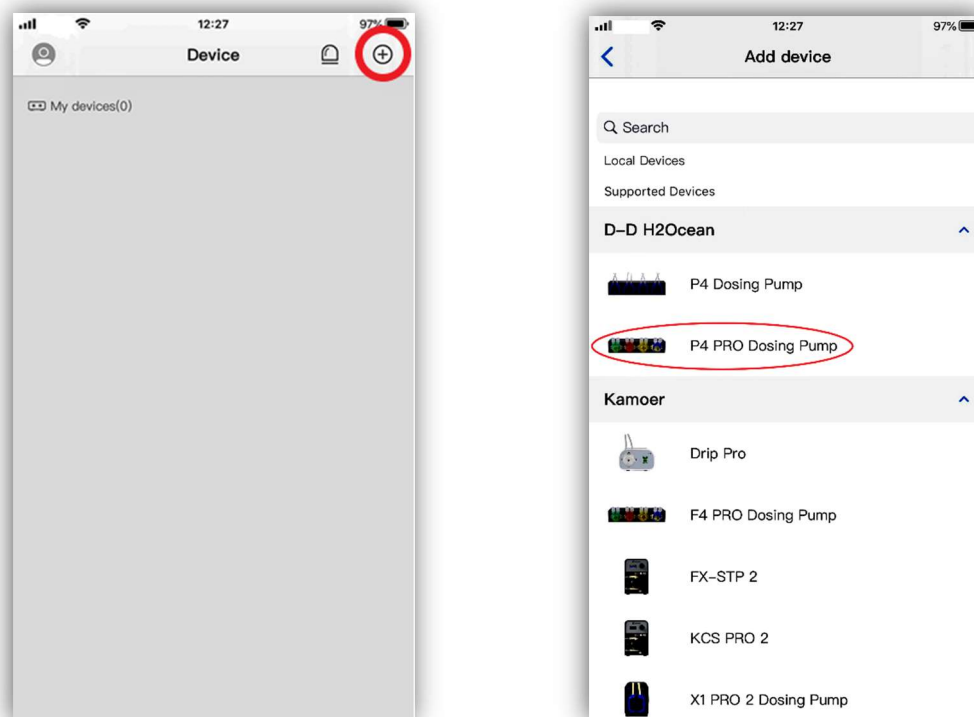 12:27
97%
Device
My devices(0)
12:27
97%
Add device
Search
Local Devices
Supported Devices
D-D H2Ocean
P4 Dosing Pump
P4 PRO Dosing Pump
Kamoer
Drip Pro
F4 PRO Dosing Pump
FX-STP 2
KCS PRO 2
X1 PRO 2 Dosing Pump